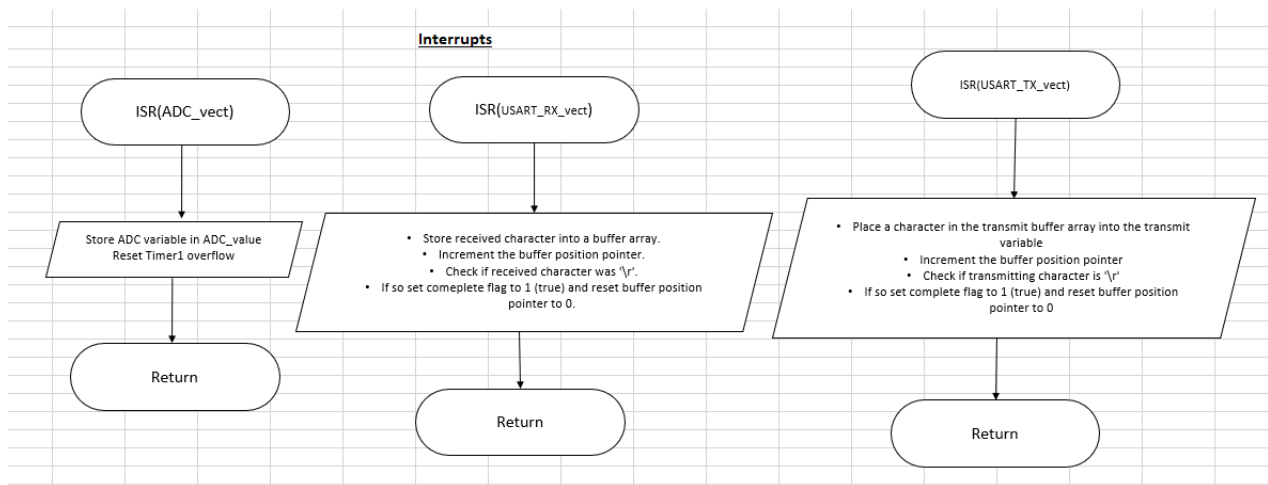 Interrupts
ISR(ADC_vect)
Store ADC variable in ADC_value
Reset Timer1 overflow
Return
ISR(USART_RX_vect)
• Store received character into a buffer array.
• Increment the buffer position pointer.
• Check if received character was '\r'.
• If so set comeplete flag to 1 (true) and reset buffer position
pointer to 0.
Return
ISR(USART_TX_vect)
• Place a character in the transmit buffer array into the transmit
variable
• Increment the buffer position pointer
• Check if transmitting character is '\r'
• If so set complete flag to 1 (true) and reset buffer position
pointer to 0
Return